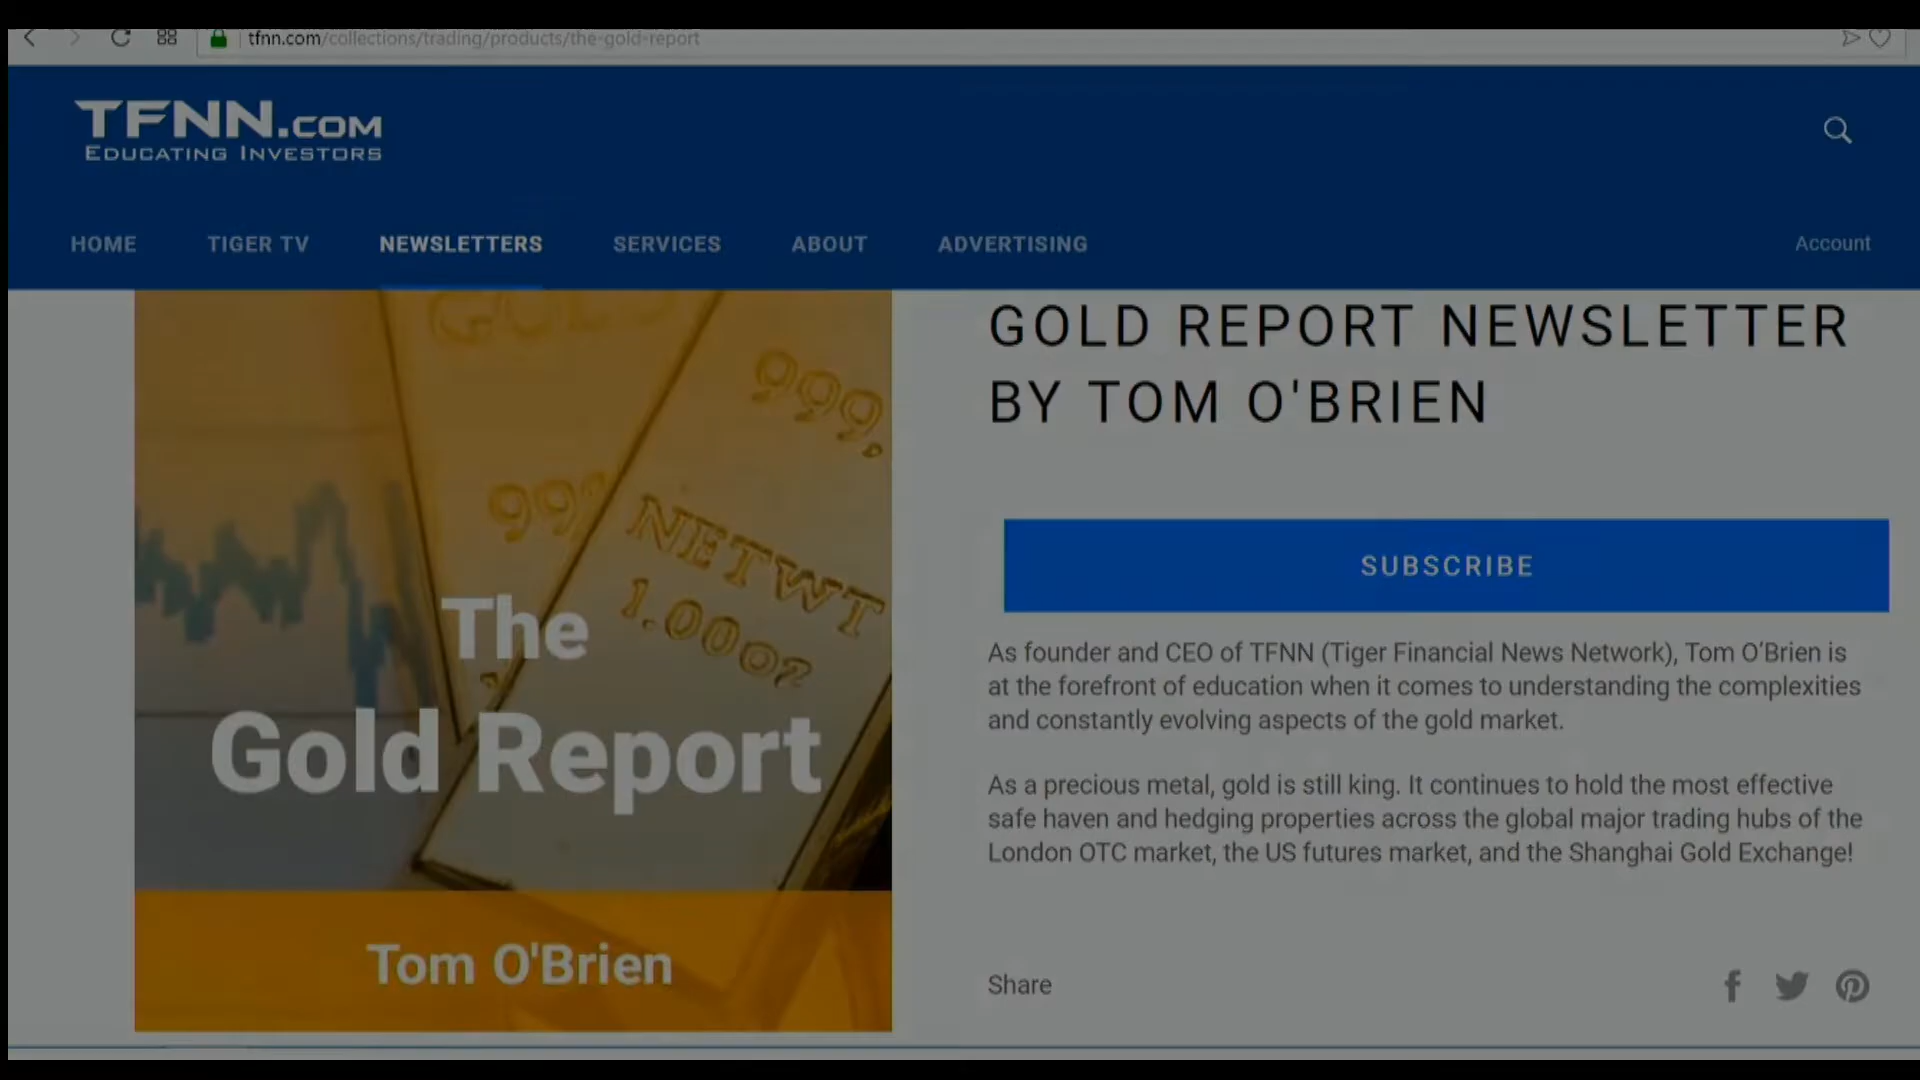 tfnn.com/collections/trading/products/the-gold-report
TFNN.COM
EDUCATING INVESTORS
HOME TIGER TV NEWSLETTERS SERVICES ABOUT ADVERTISING Account
GOLD
999,
999
NETWT
1.00oz
The
Gold Report
Tom O'Brien
GOLD REPORT NEWSLETTER
BY TOM O'BRIEN
SUBSCRIBE
As founder and CEO of TFNN (Tiger Financial News Network), Tom O’Brien is
at the forefront of education when it comes to understanding the complexities
and constantly evolving aspects of the gold market.
As a precious metal, gold is still king. It continues to hold the most effective
safe haven and hedging properties across the global major trading hubs of the
London OTC market, the US futures market, and the Shanghai Gold Exchange!
Share